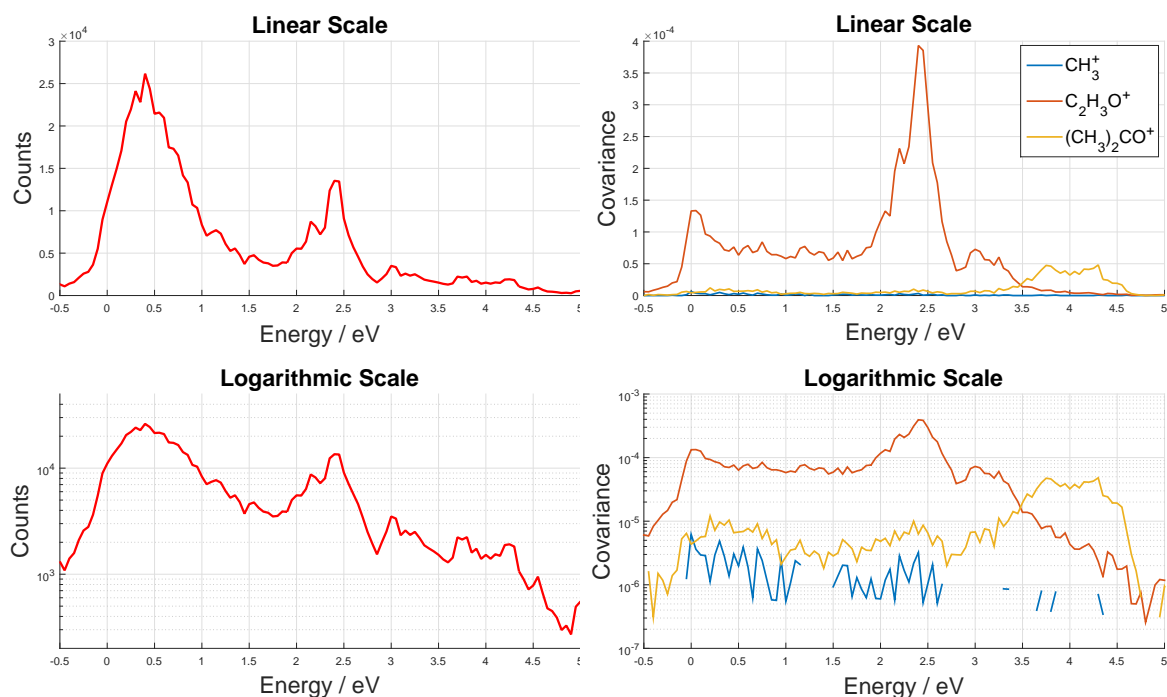 Linear Scale
×10^4
Counts
3
2.5
2
1.5
1
0.5
0
-0.5 0 0.5 1 1.5 2 2.5 3 3.5 4 4.5 5
Energy / eV
Linear Scale
×10^-4
Covariance
4
3.5
3
2.5
2
1.5
1
0.5
0
CH₃⁺
C₂H₃O⁺
(CH₃)₂CO⁺
-0.5 0 0.5 1 1.5 2 2.5 3 3.5 4 4.5 5
Energy / eV
Logarithmic Scale
Counts
10^4
10^3
-0.5 0 0.5 1 1.5 2 2.5 3 3.5 4 4.5 5
Energy / eV
Logarithmic Scale
Covariance
10^-3
10^-4
10^-5
10^-6
10^-7
-0.5 0 0.5 1 1.5 2 2.5 3 3.5 4 4.5 5
Energy / eV